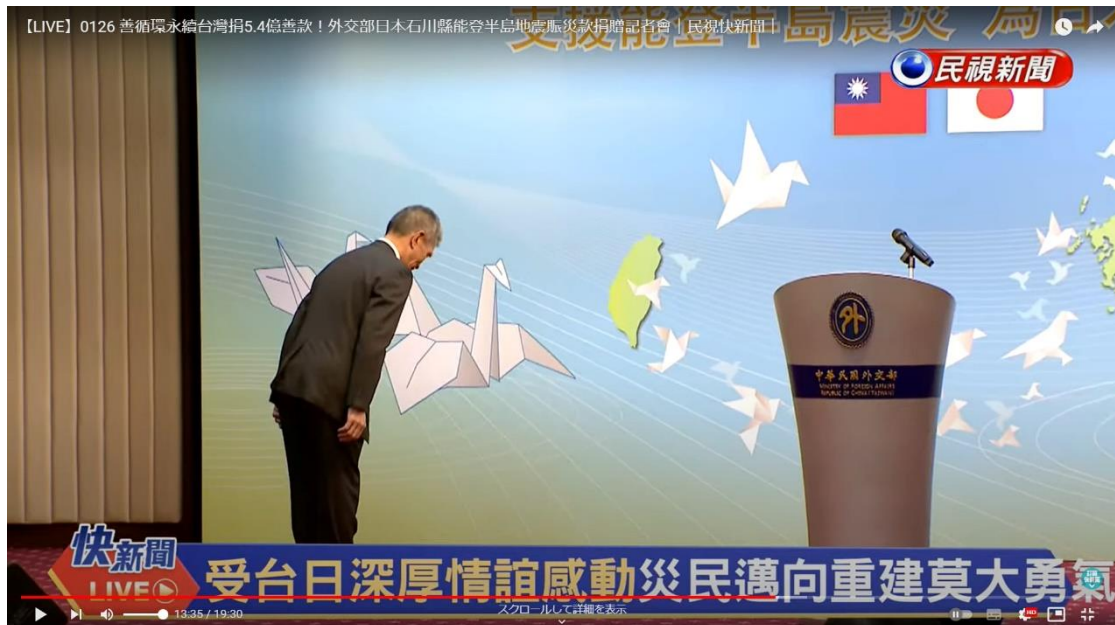 【LIVE】0126 善循環永續台灣捐5.4億善款！外交部日本石川縣能登半島地震賑災款捐贈記者會｜民視快新聞｜
支援能登半島震災 為日
民視新聞
外
中華民國外交部
MINISTRY OF FOREIGN AFFAIRS
REPUBLIC OF CHINA (TAIWAN)
快新聞
LIVE
受台日深厚情誼感動災民邁向重建莫大勇氣
スクロールして詳細を表示
13:35 / 19:30
HD